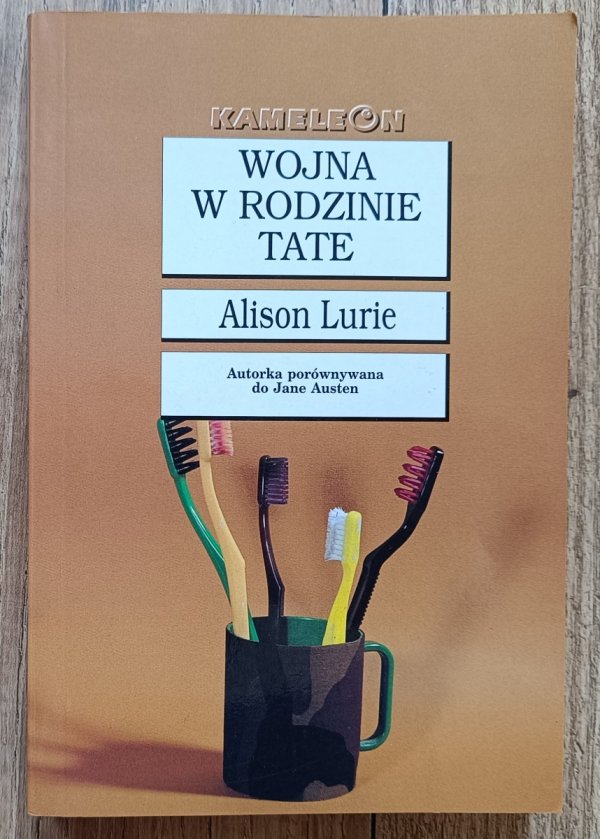 KAMELEON
WOJNA
W RODZINIE
TATE
Alison Lurie
Autorka porównywana
do Jane Austen